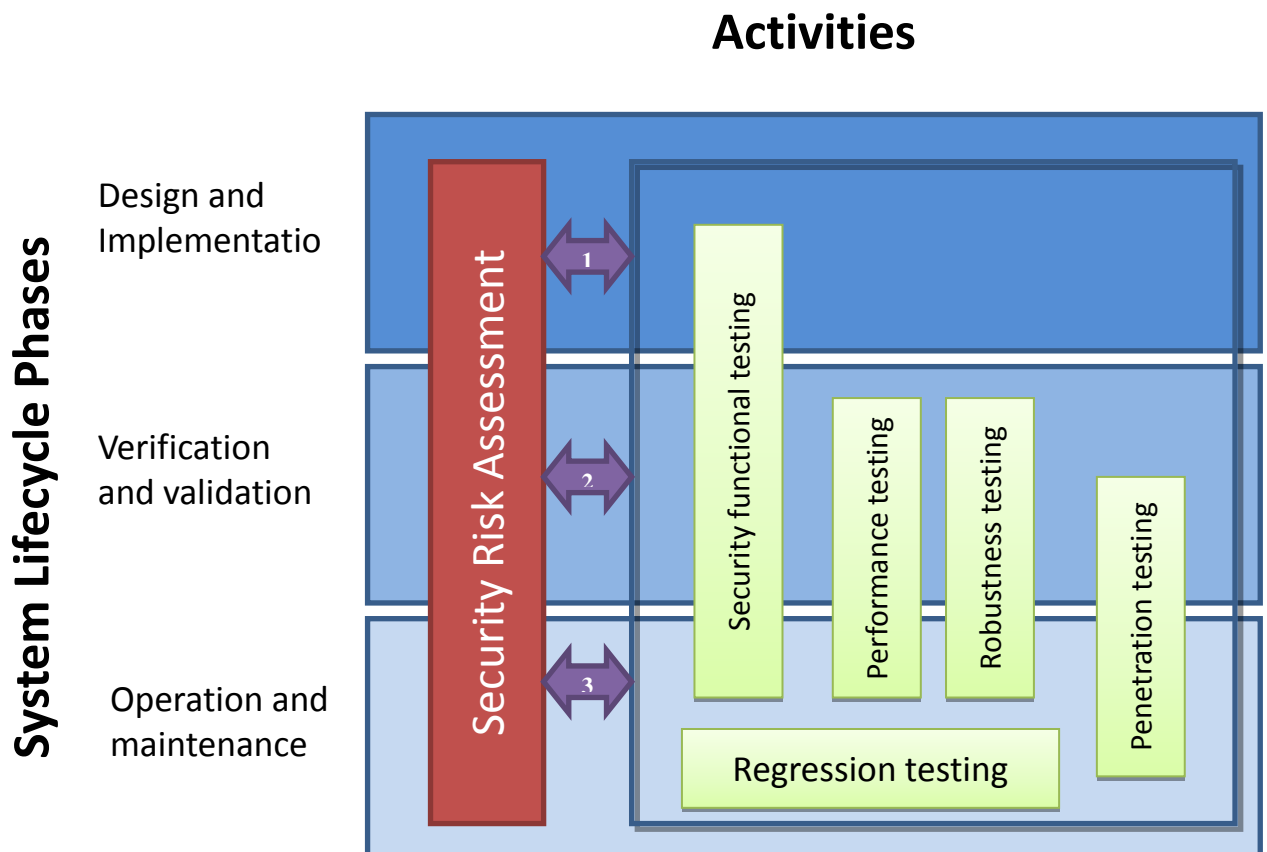 Activities
System Lifecycle Phases
Design and
Implementatio
Verification
and validation
Operation and
maintenance
Security Risk Assessment
1
2
3
Security functional testing
Performance testing
Robustness testing
Penetration testing
Regression testing